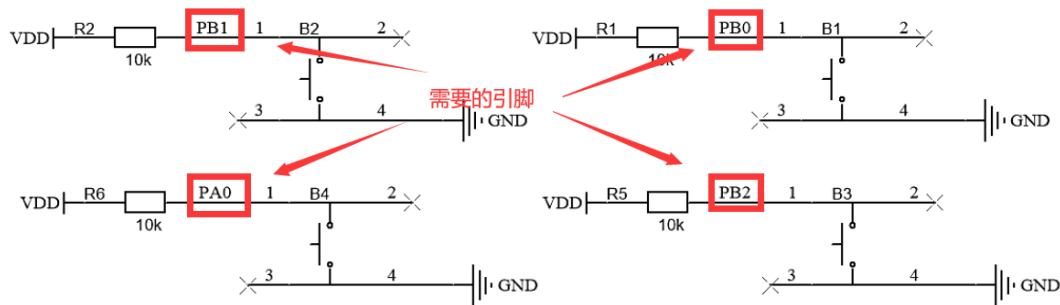 VDD R2 PB1 1 B2 2
10k
3 4 GND
VDD R1 PB0 1 B1 2
10k
3 4 GND
需要的引脚
VDD R6 PA0 1 B4 2
10k
3 4 GND
VDD R5 PB2 1 B3 2
10k
3 4 GND